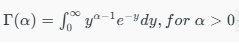 Γ(α) = ∫₀^∞ y^{α−1}e^{−y}dy, for α > 0